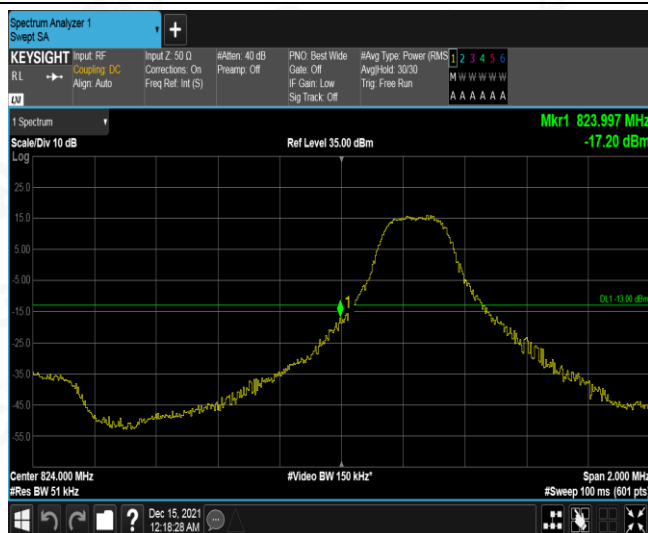 Spectrum Analyzer 1
Swept SA
+
KEYSIGHT
R L
Input: RF
Coupling: DC
Align: Auto
Input Z: 50 Ω
Corrections: On
Freq Ref: Int (S)
#Atten: 40 dB
Preamp: Off
PNO: Best Wide
Gate: Off
IF Gain: Low
Sig Track: Off
#Avg Type: Power (RMS
Avg|Hold: 30/30
Trig: Free Run
1 2 3 4 5 6
M W W W W W
A A A A A A
1 Spectrum
Scale/Div 10 dB
Ref Level 35.00 dBm
Mkr1 823.997 MHz
-17.20 dBm
Log
25.0
15.0
5.00
-5.00
-15.0
-25.0
-35.0
-45.0
-55.0
1
DL1 -13.00 dBm
Center 824.000 MHz
#Res BW 51 kHz
#Video BW 150 kHz*
Span 2.000 MHz
#Sweep 100 ms (601 pts)
?
Dec 15, 2021
12:18:28 AM